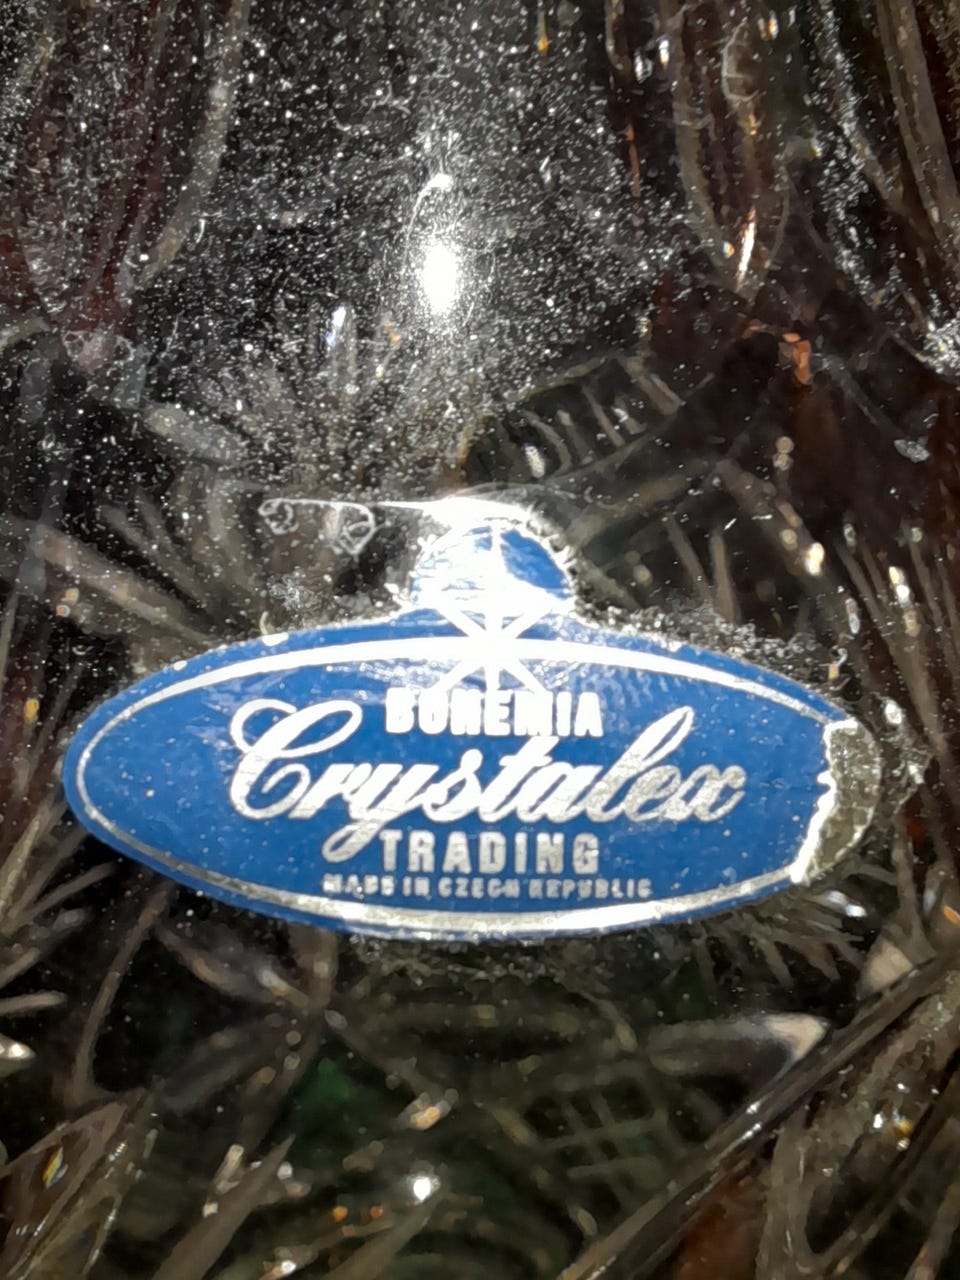 BOHEMIA
Crystalex
TRADING
MADE IN CZECH REPUBLIC